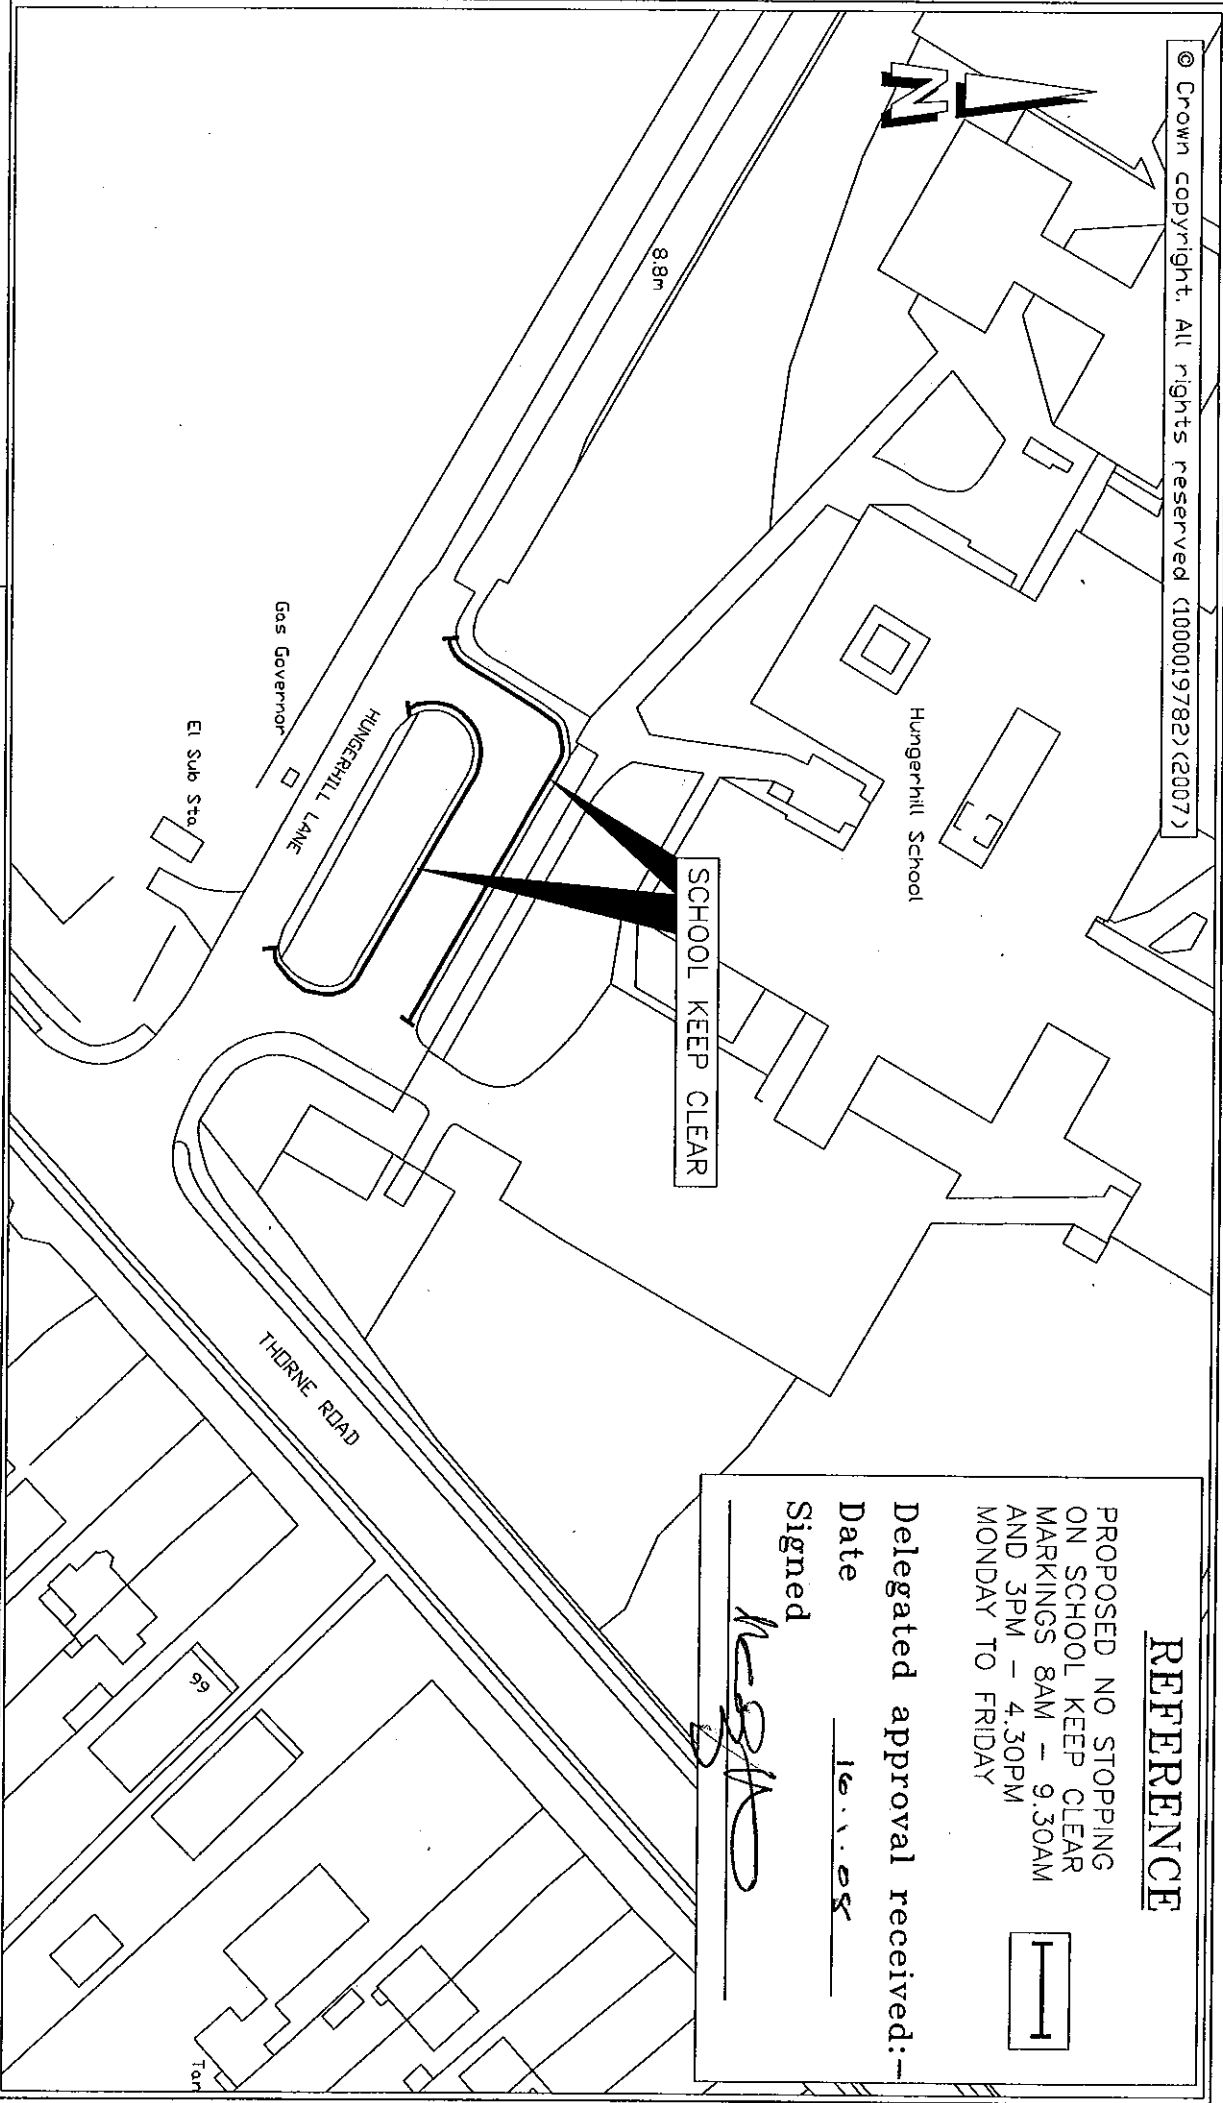 © Crown copyright. All rights reserved (100019782)(2007)
N
8.8m
Hungerhill School
SCHOOL KEEP CLEAR
HUNGERHILL LANE
Gas Governor
El Sub Sta
THORNE ROAD
99
Tar
REFERENCE
PROPOSED NO STOPPING
ON SCHOOL KEEP CLEAR
MARKINGS 8AM - 9.30AM
AND 3PM - 4.30PM
MONDAY TO FRIDAY
Delegated approval received:-
Date
Signed